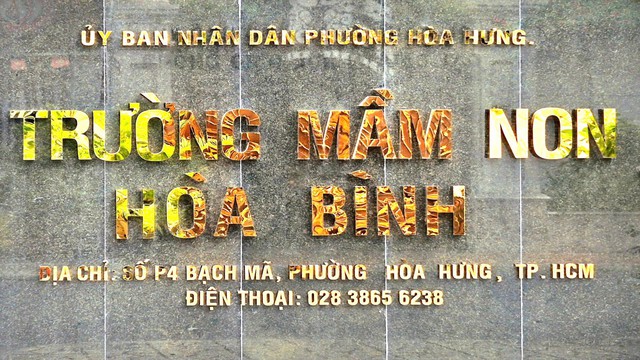 ỦY BAN NHÂN DÂN PHƯỜNG HÒA HƯNG.
TRƯỜNG MẦM NON
HÒA BÌNH
ĐỊA CHỈ: SỐ P4 BẠCH MÃ, PHƯỜNG HÒA HƯNG, TP. HCM
ĐIỆN THOẠI: 028 3865 6238